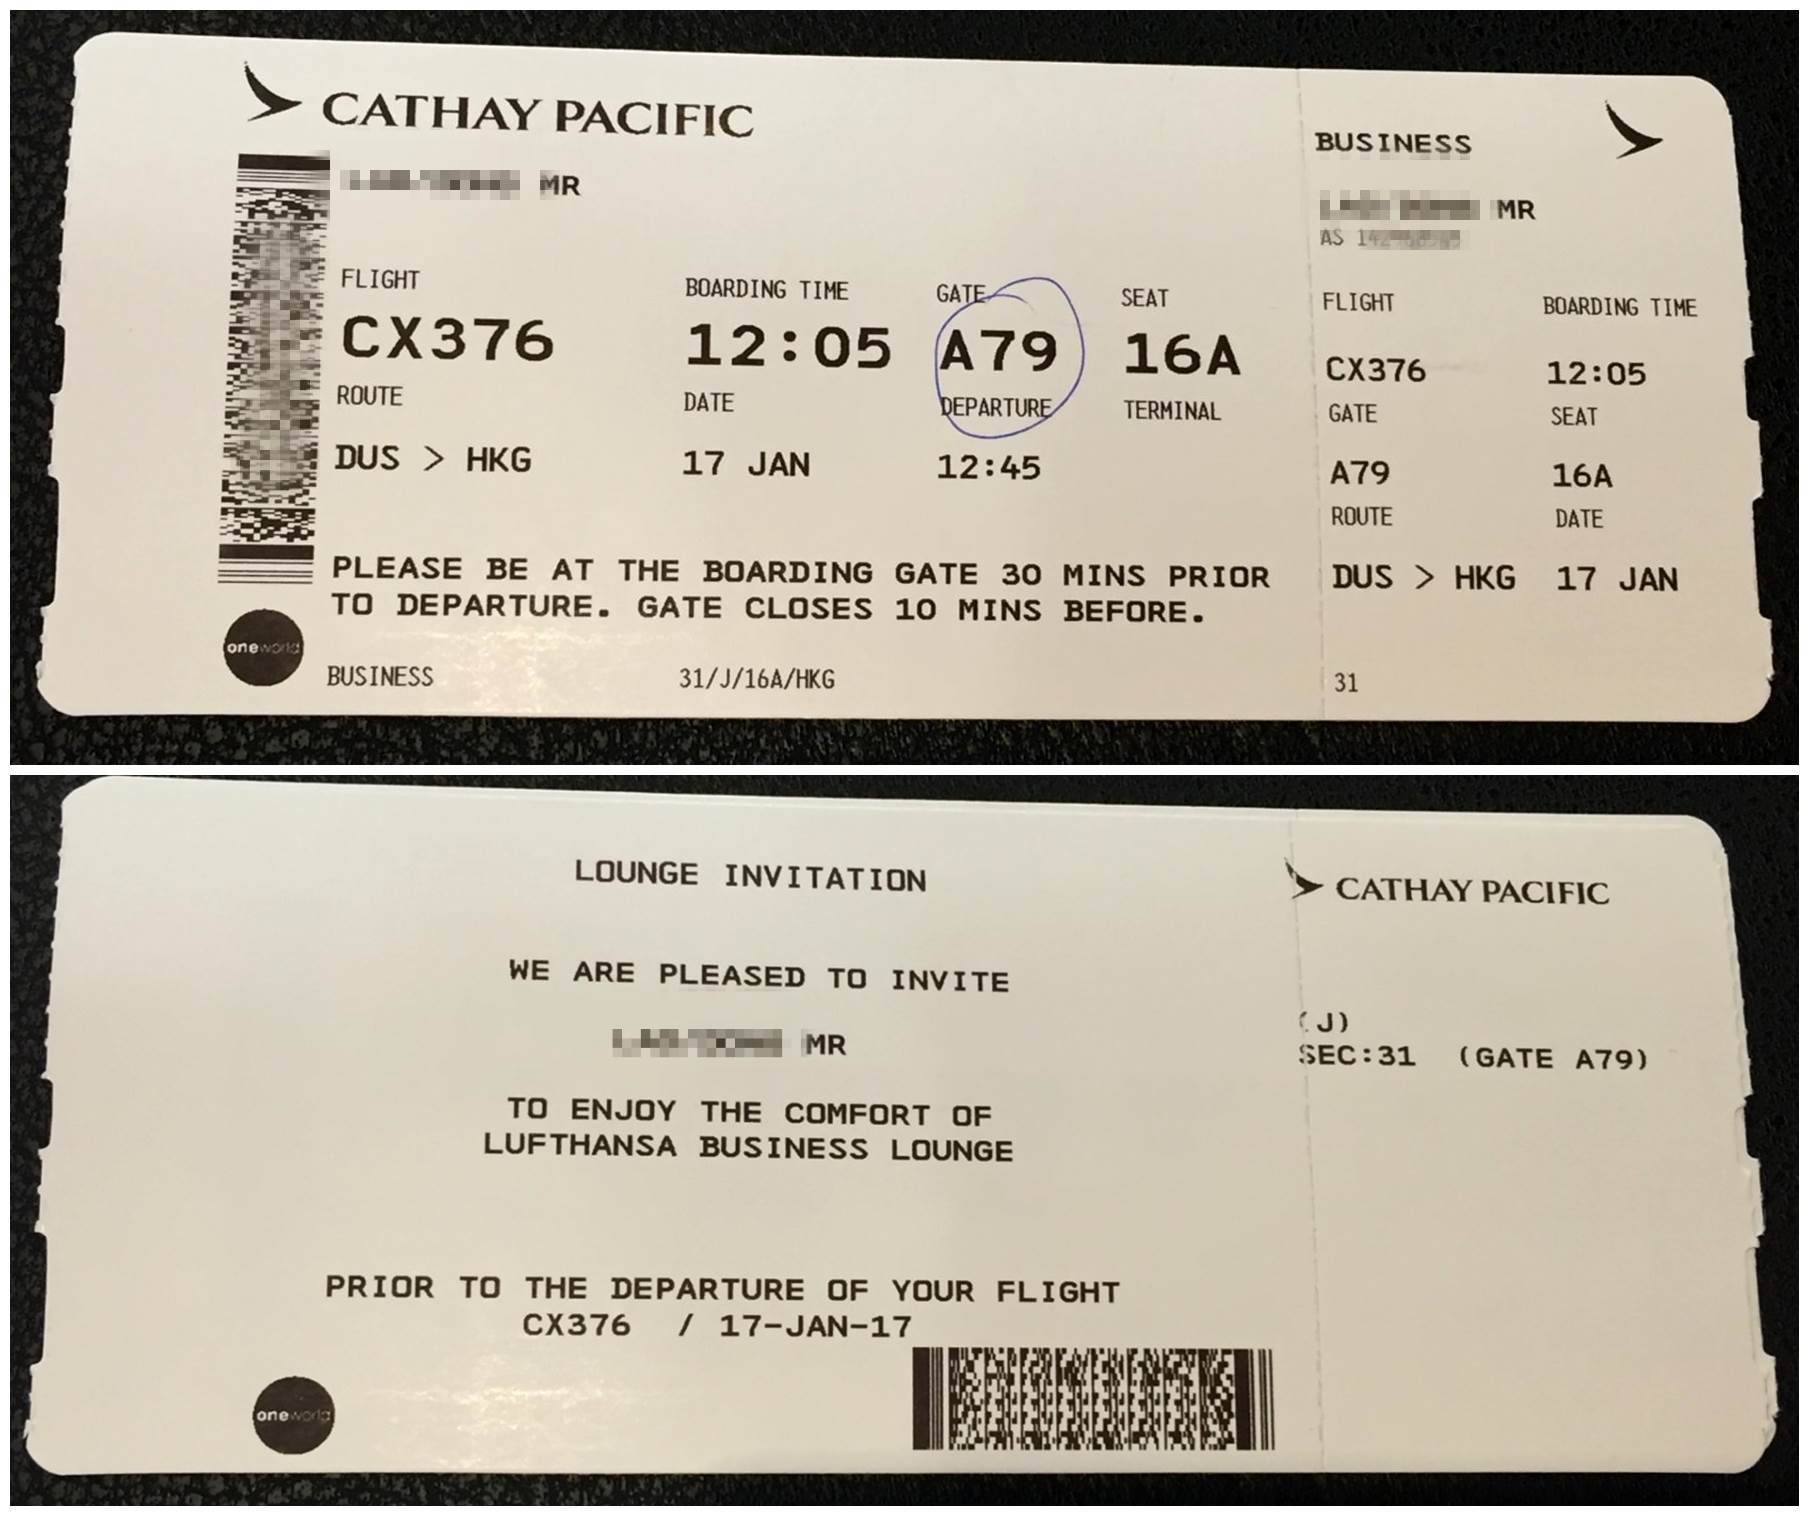 CATHAY PACIFIC
MR
FLIGHT BOARDING TIME GATE SEAT
CX376 12:05 A79 16A
ROUTE DATE DEPARTURE TERMINAL
DUS > HKG 17 JAN 12:45
PLEASE BE AT THE BOARDING GATE 30 MINS PRIOR
TO DEPARTURE. GATE CLOSES 10 MINS BEFORE.
oneworld
BUSINESS 31/J/16A/HKG
BUSINESS
MR
AS
FLIGHT BOARDING TIME
CX376 12:05
GATE SEAT
A79 16A
ROUTE DATE
DUS > HKG 17 JAN
31
LOUNGE INVITATION
WE ARE PLEASED TO INVITE
MR
TO ENJOY THE COMFORT OF
LUFTHANSA BUSINESS LOUNGE
PRIOR TO THE DEPARTURE OF YOUR FLIGHT
CX376 / 17-JAN-17
oneworld
CATHAY PACIFIC
(J)
SEC:31 (GATE A79)